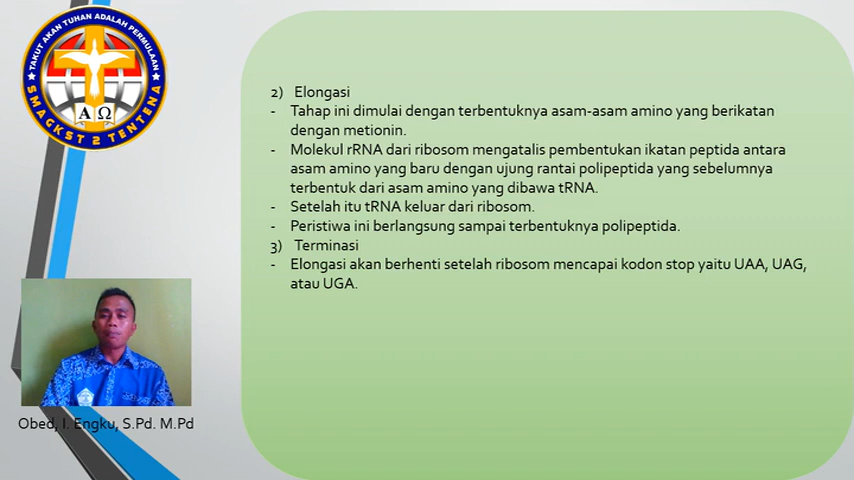 TAKUT AKAN TUHAN ADALAH PERMULAAN
Α Ω
SMAGKST 2 TENTENA
2) Elongasi
- Tahap ini dimulai dengan terbentuknya asam-asam amino yang berikatan
dengan metionin.
- Molekul rRNA dari ribosom mengatalis pembentukan ikatan peptida antara
asam amino yang baru dengan ujung rantai polipeptida yang sebelumnya
terbentuk dari asam amino yang dibawa tRNA.
- Setelah itu tRNA keluar dari ribosom.
- Peristiwa ini berlangsung sampai terbentuknya polipeptida.
3) Terminasi
- Elongasi akan berhenti setelah ribosom mencapai kodon stop yaitu UAA, UAG,
atau UGA.
Obed, I. Engku, S.Pd. M.Pd